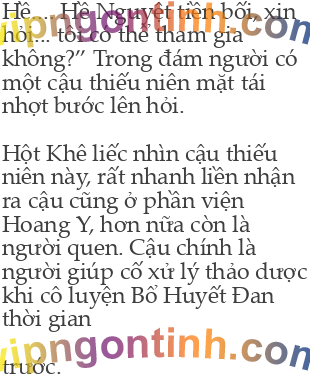 Hề ... Hề Nguyệt tiền bối, xin
hỏi... tôi có thể tham gia
không?” Trong đám người có
một cậu thiếu niên mặt tái
nhợt bước lên hỏi.
Hột Khê liếc nhìn cậu thiếu
niên này, rất nhanh liền nhận
ra cậu cũng ở phần viện
Hoang Y, hơn nữa còn là
người quen. Cậu chính là
người giúp cố xử lý thảo dược
khi cô luyện Bổ Huyết Đan
thời gian
trước.
vipngontinh.com
vipngontinh.com